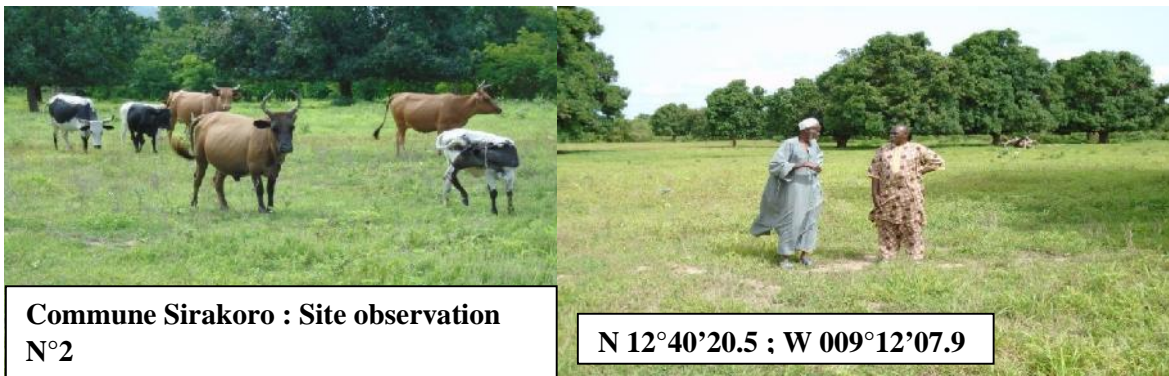 Commune Sirakoro : Site observation
N°2
N 12°40’20.5 ; W 009°12’07.9